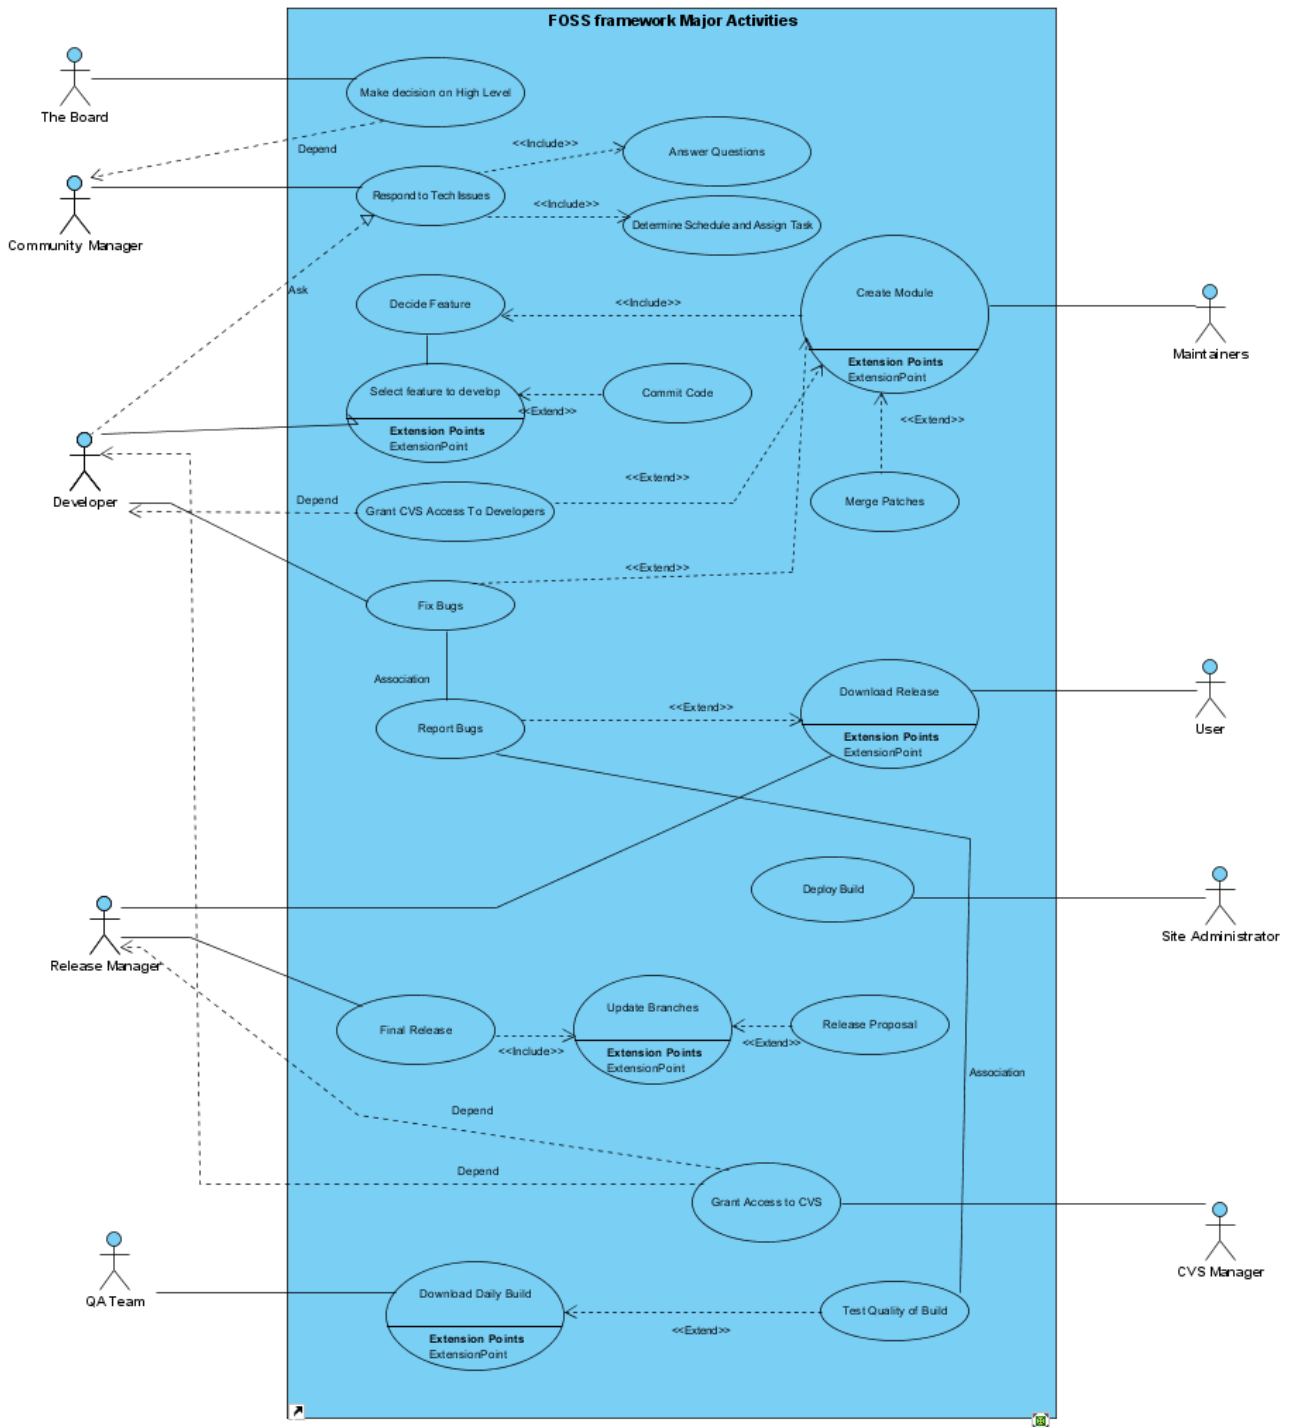 FOSS framework Major Activities
The Board
Make decision on High Level
Depend
<<Include>>
Answer Questions
Community Manager
Respond to Tech Issues
<<Include>>
Determine Schedule and Assign Task
Ask
Decide Feature
<<Include>>
Create Module
Extension Points
ExtensionPoint
Maintainers
Select feature to develop
Extension Points
ExtensionPoint
<<Extend>>
Commit Code
<<Extend>>
Developer
Depend
Grant CVS Access To Developers
<<Extend>>
Merge Patches
<<Extend>>
Fix Bugs
Association
Report Bugs
<<Extend>>
Download Release
Extension Points
ExtensionPoint
User
Deploy Build
Site Administrator
Release Manager
Final Release
<<Include>>
Update Branches
Extension Points
ExtensionPoint
<<Extend>>
Release Proposal
Association
Depend
Depend
Grant Access to CVS
CVS Manager
QA Team
Download Daily Build
Extension Points
ExtensionPoint
<<Extend>>
Test Quality of Build